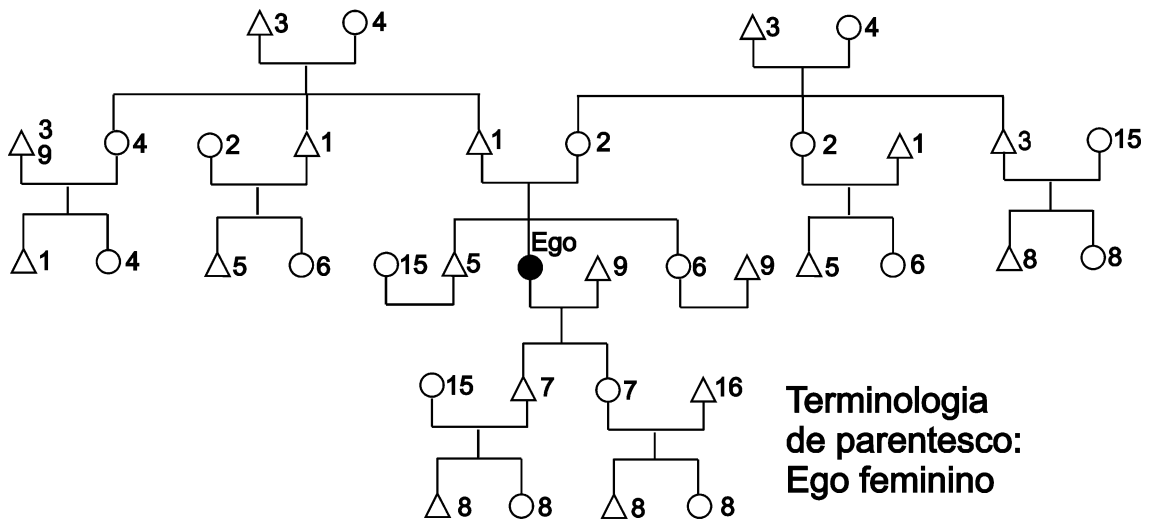 3 4 3 4
3
9 4 2 1 1 2 2 1 3 15
1 4 5 6 5 6 8 8
Ego
15 5 9 6 9
15 7 7 16
8 8 8 8
Terminologia
de parentesco:
Ego feminino